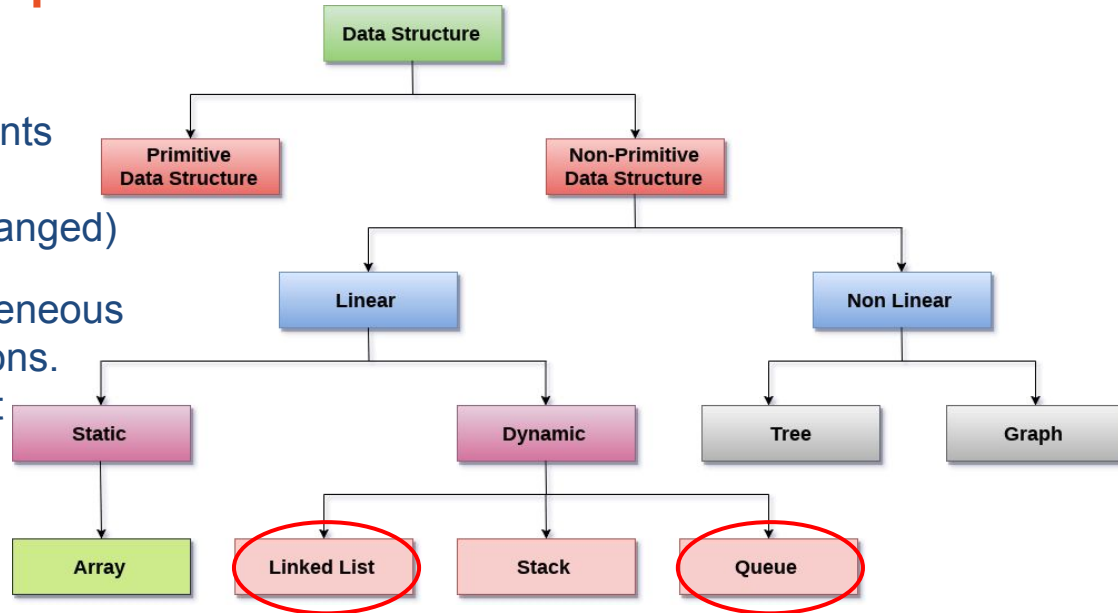 Data Structure
nts
Primitive
Data Structure
Non-Primitive
Data Structure
anged)
Linear
Non Linear
eneous
ons.
Static
Dynamic
Tree
Graph
Array
Linked List
Stack
Queue